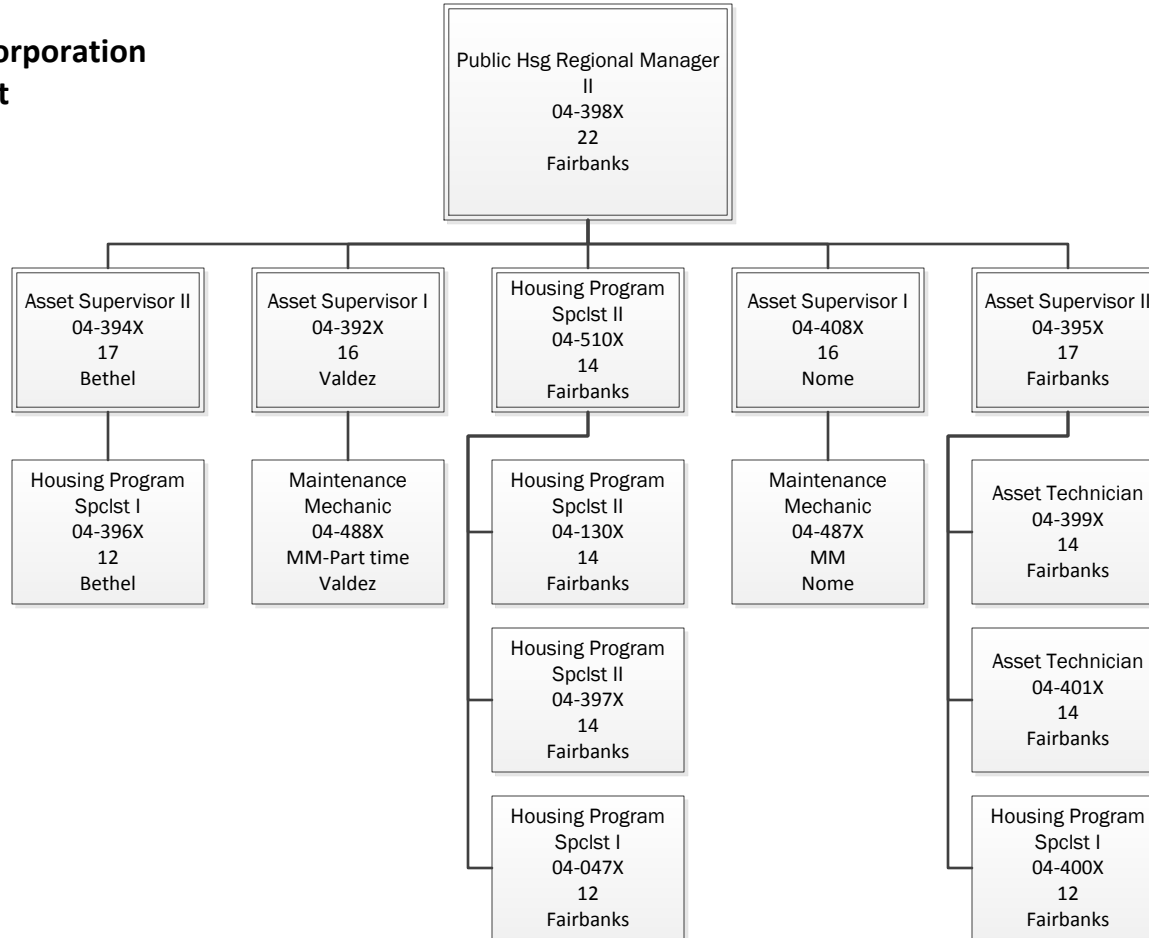 orporation
t
Public Hsg Regional Manager
II
04-398X
22
Fairbanks
Asset Supervisor II
04-394X
17
Bethel
Asset Supervisor I
04-392X
16
Valdez
Housing Program
Spclst II
04-510X
14
Fairbanks
Asset Supervisor I
04-408X
16
Nome
Asset Supervisor II
04-395X
17
Fairbanks
Housing Program
Spclst I
04-396X
12
Bethel
Maintenance
Mechanic
04-488X
MM-Part time
Valdez
Housing Program
Spclst II
04-130X
14
Fairbanks
Maintenance
Mechanic
04-487X
MM
Nome
Asset Technician
04-399X
14
Fairbanks
Housing Program
Spclst II
04-397X
14
Fairbanks
Asset Technician
04-401X
14
Fairbanks
Housing Program
Spclst I
04-047X
12
Fairbanks
Housing Program
Spclst I
04-400X
12
Fairbanks